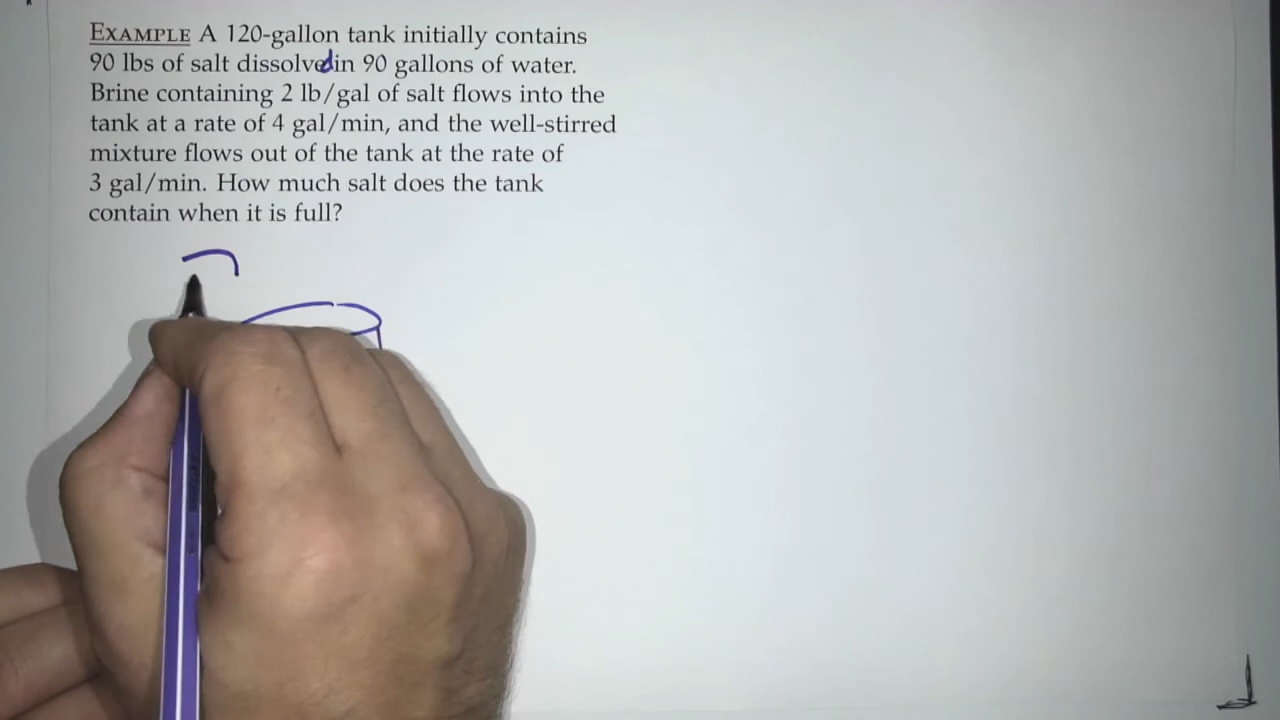 EXAMPLE A 120-gallon tank initially contains
90 lbs of salt dissolved in 90 gallons of water.
Brine containing 2 lb/gal of salt flows into the
tank at a rate of 4 gal/min, and the well-stirred
mixture flows out of the tank at the rate of
3 gal/min. How much salt does the tank
contain when it is full?